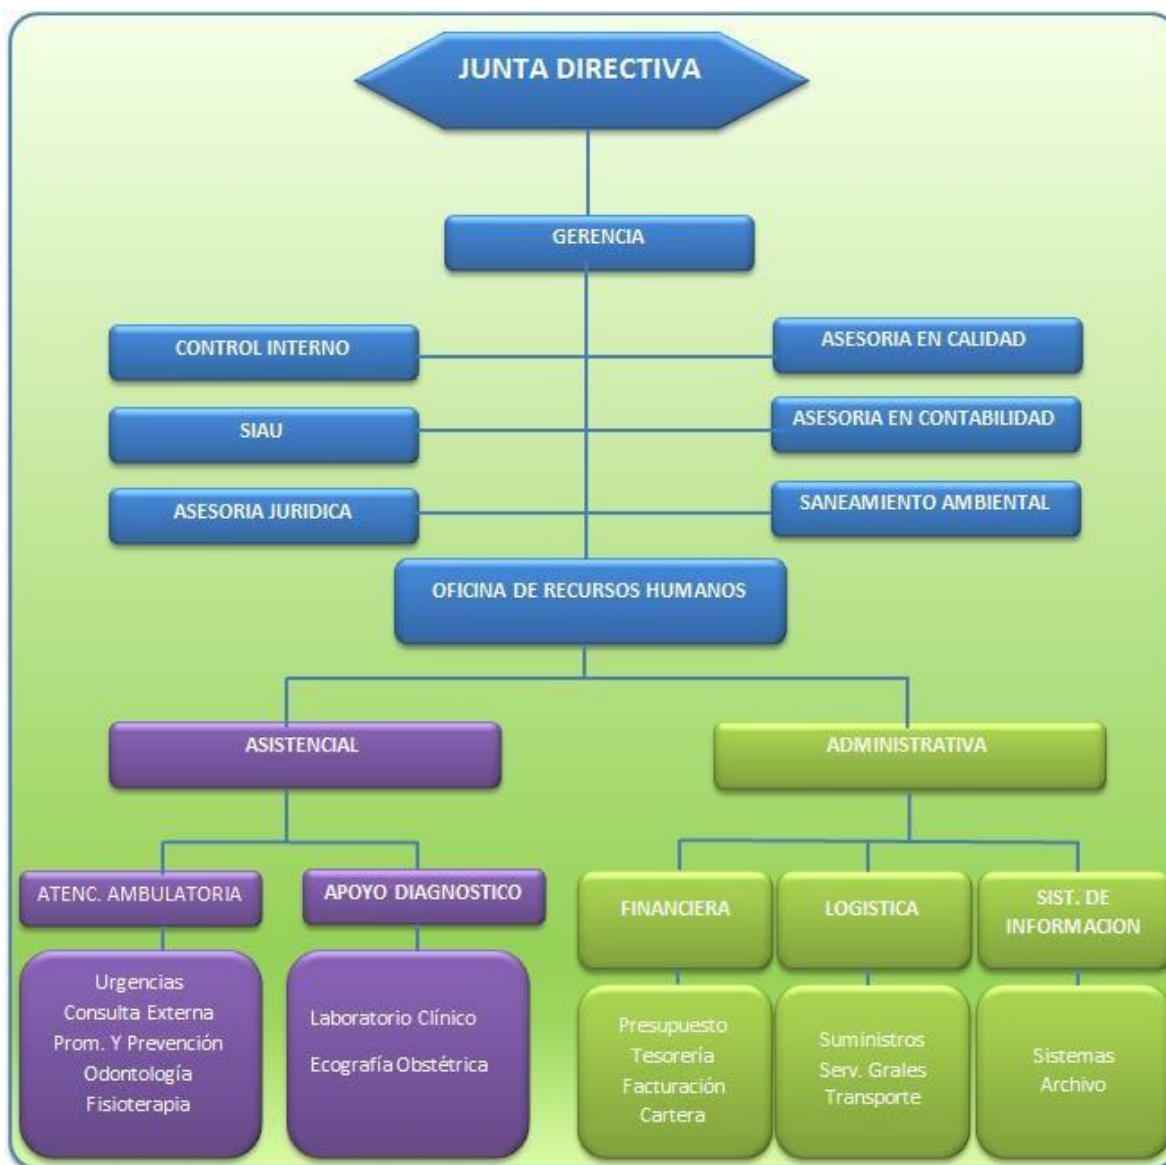 JUNTA DIRECTIVA
GERENCIA
CONTROL INTERNO
ASESORIA EN CALIDAD
SIAU
ASESORIA EN CONTABILIDAD
ASESORIA JURIDICA
SANEAMIENTO AMBIENTAL
OFICINA DE RECURSOS HUMANOS
ASISTENCIAL
ADMINISTRATIVA
ATENC. AMBULATORIA
APOYO DIAGNOSTICO
FINANCIERA
LOGISTICA
SIST. DE
INFORMACION
Urgencias
Consulta Externa
Prom. Y Prevención
Odontología
Fisioterapia
Laboratorio Clínico
Ecografía Obstétrica
Presupuesto
Tesorería
Facturación
Cartera
Suministros
Serv. Grales
Transporte
Sistemas
Archivo